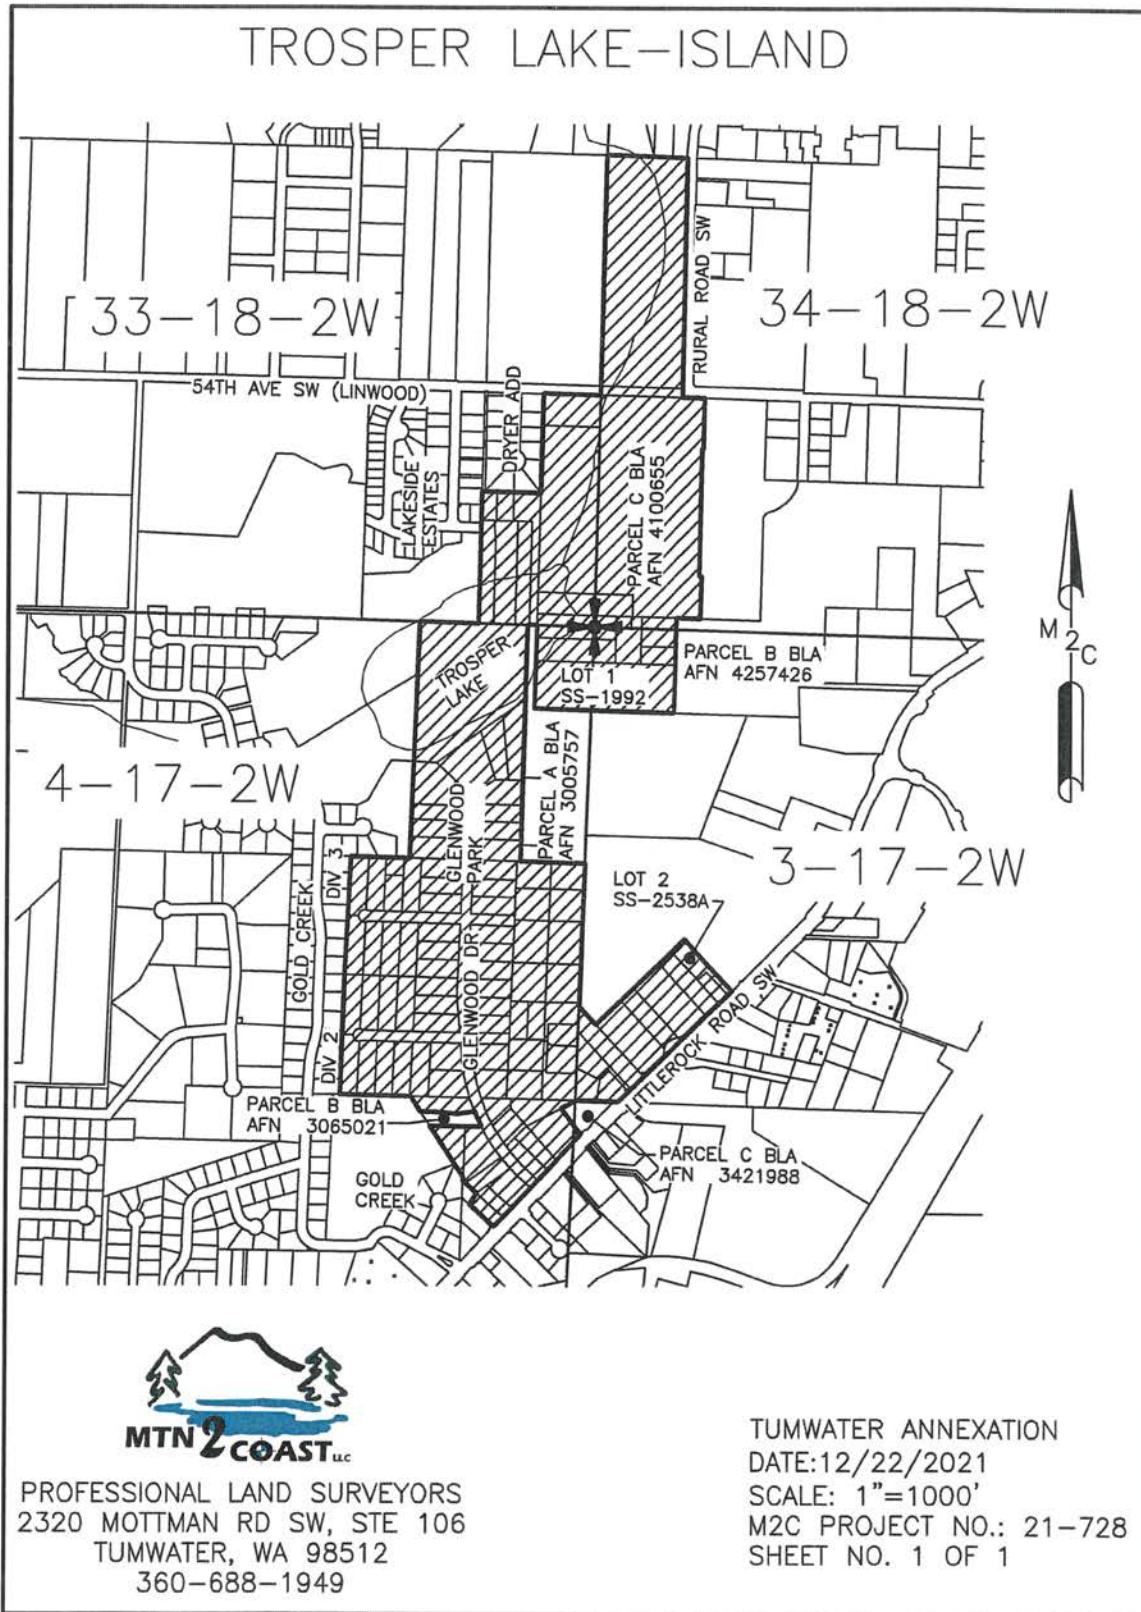 TROSPER LAKE-ISLAND
33-18-2W
34-18-2W
RURAL ROAD SW
54TH AVE SW (LINWOOD)
DRYER ADD
LAKESIDE
ESTATES
PARCEL C BLA
AFN 4100655
M2C
TROSPER
LAKE
LOT 1
SS-1992
PARCEL B BLA
AFN 4257426
4-17-2W
PARCEL A BLA
AFN 3005757
GLENWOOD
PARK
3-17-2W
DIV 3
GOLD CREEK
DIV 2
GLENWOOD DR
LOT 2
SS-2538A
LITTLEROCK ROAD SW
PARCEL B BLA
AFN 3065021
PARCEL C BLA
AFN 3421988
GOLD
CREEK
MTN 2 COAST LLC
PROFESSIONAL LAND SURVEYORS
2320 MOTTMAN RD SW, STE 106
TUMWATER, WA 98512
360-688-1949
TUMWATER ANNEXATION
DATE:12/22/2021
SCALE: 1"=1000'
M2C PROJECT NO.: 21-728
SHEET NO. 1 OF 1